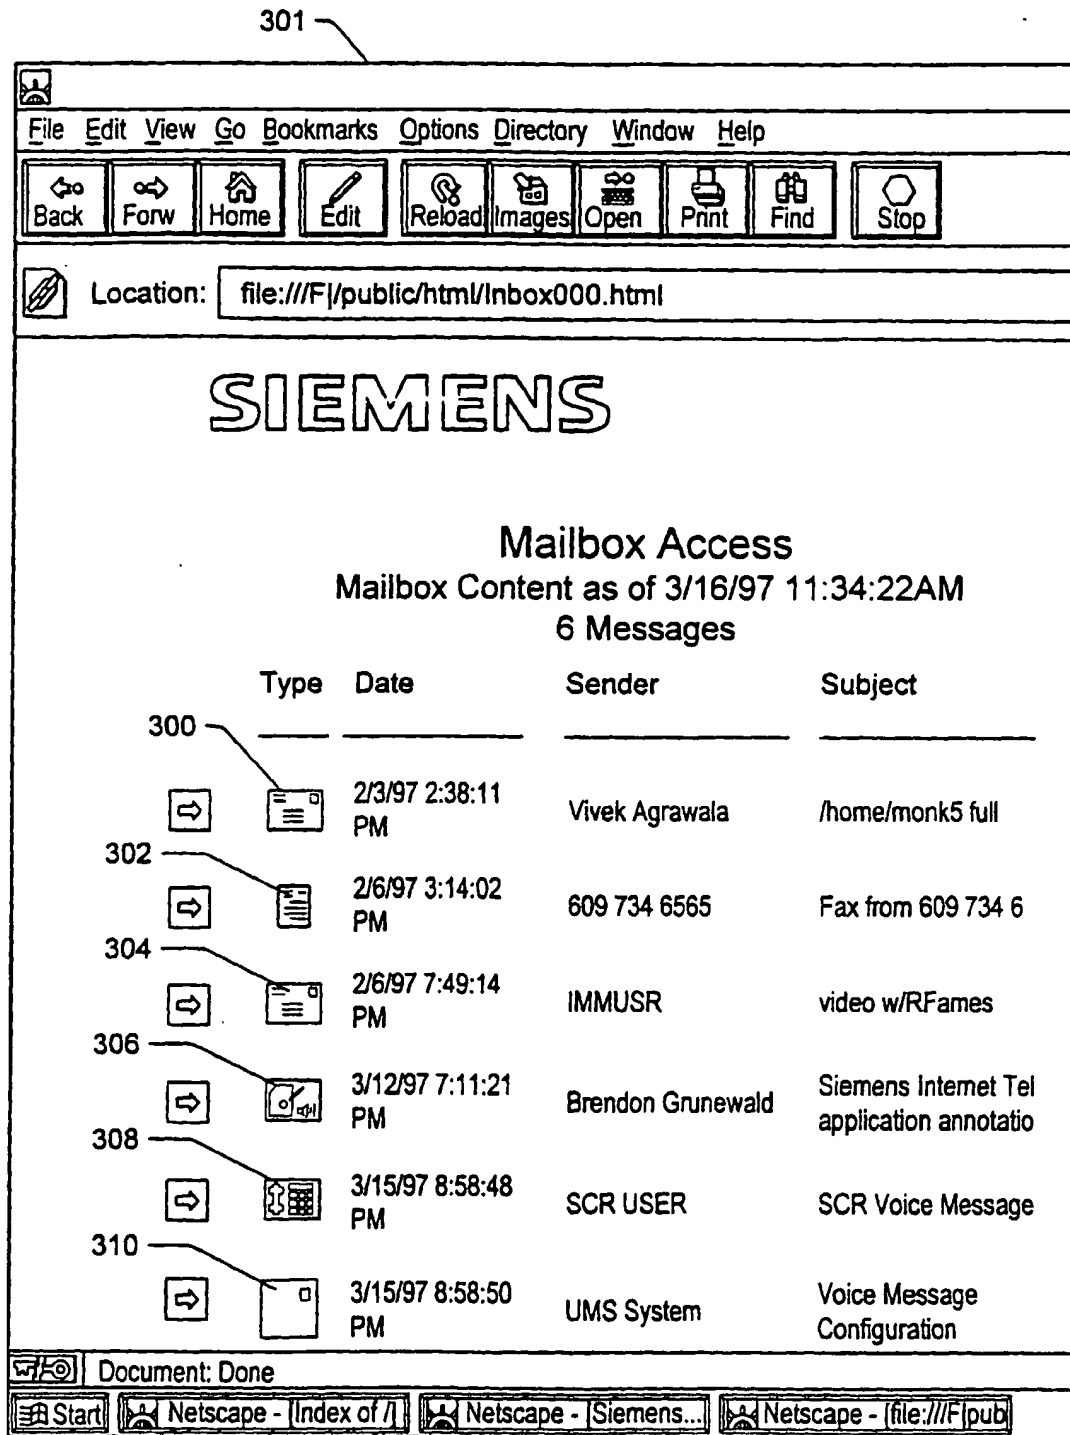 301
File Edit View Go Bookmarks Options Directory Window Help
Back Forw Home Edit Reload Images Open Print Find Stop
Location: file:///F|/public/html/Inbox000.html
SIEMENS
Mailbox Access
Mailbox Content as of 3/16/97 11:34:22AM
6 Messages
Type Date Sender Subject
300
2/3/97 2:38:11 PM Vivek Agrawala /home/monk5 full
302
2/6/97 3:14:02 PM 609 734 6565 Fax from 609 734 6
304
2/6/97 7:49:14 PM IMMUSR video w/RFames
306
3/12/97 7:11:21 PM Brendon Grunewald Siemens Internet Tel application annotatio
308
3/15/97 8:58:48 PM SCR USER SCR Voice Message
310
3/15/97 8:58:50 PM UMS System Voice Message Configuration
Document: Done
Start Netscape - [Index of /] Netscape - [Siemens... Netscape - [file:///F|pub